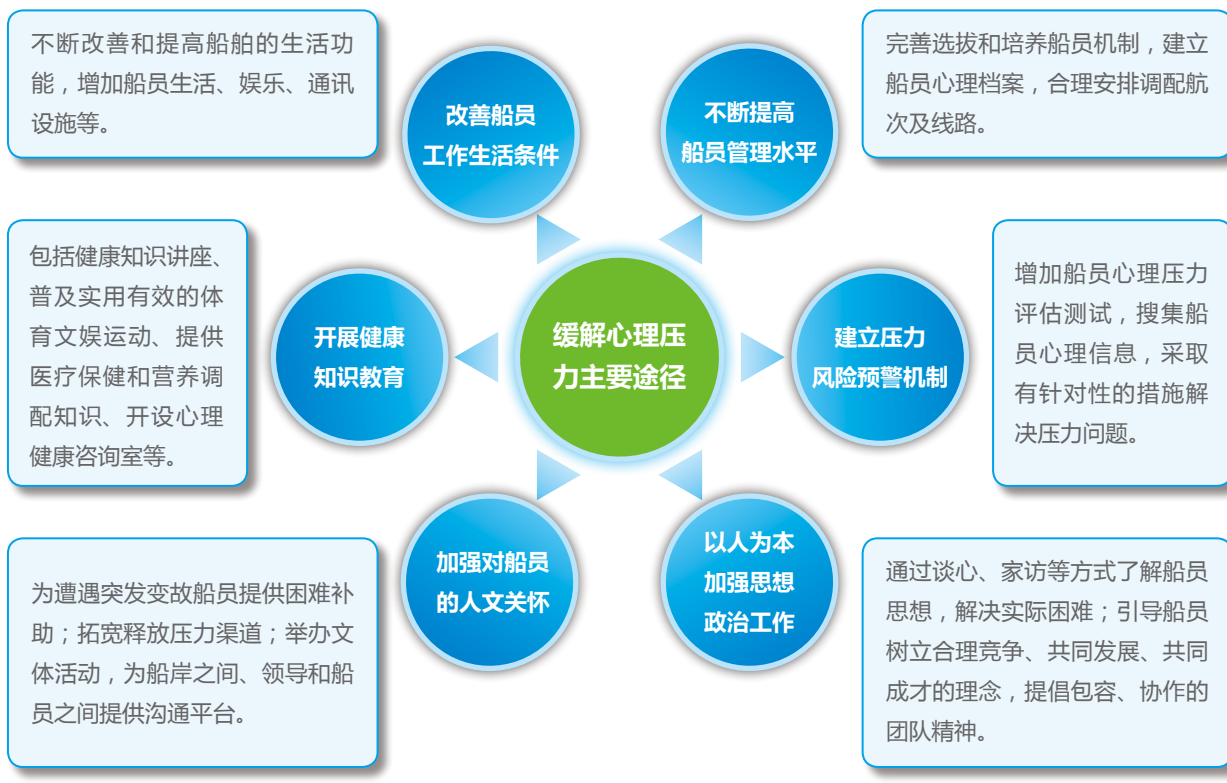 不断改善和提高船舶的生活功
能，增加船员生活、娱乐、通讯
设施等。
改善船员
工作生活条件
不断提高
船员管理水平
完善选拔和培养船员机制，建立
船员心理档案，合理安排调配航
次及线路。
包括健康知识讲座、
普及实用有效的体
育文娱运动、提供
医疗保健和营养调
配知识、开设心理
健康咨询室等。
开展健康
知识教育
缓解心理压
力主要途径
建立压力
风险预警机制
增加船员心理压力
评估测试，搜集船
员心理信息，采取
有针对性的措施解
决压力问题。
为遭遇突发变故船员提供困难补
助；拓宽释放压力渠道；举办文
体活动，为船岸之间、领导和船
员之间提供沟通平台。
加强对船员
的人文关怀
以人为本
加强思想
政治工作
通过谈心、家访等方式了解船员
思想，解决实际困难；引导船员
树立合理竞争、共同发展、共同
成才的理念，提倡包容、协作的
团队精神。